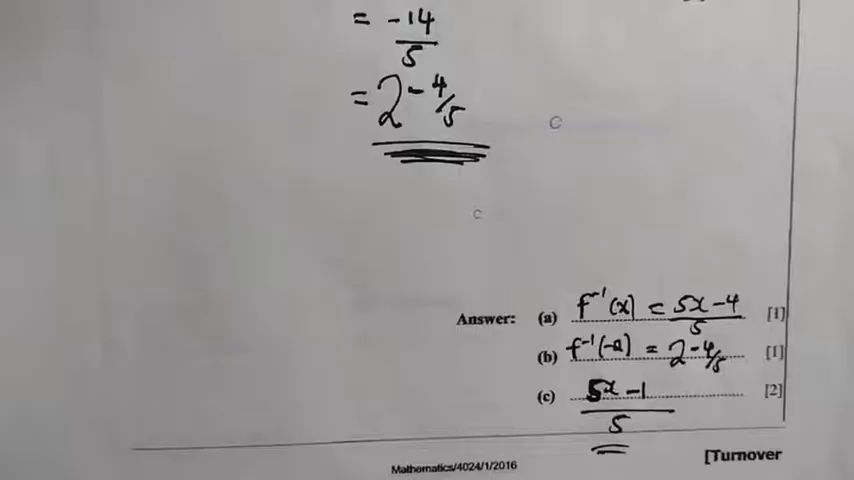 = -14/5
= 2 -4/5
Answer: (a) f⁻¹(x) = 5x-4/5 [1]
(b) f⁻¹(-2) = 2-4/5 [1]
(c) 5x-1/5 [2]
Mathematics/4024/1/2016
[Turnover